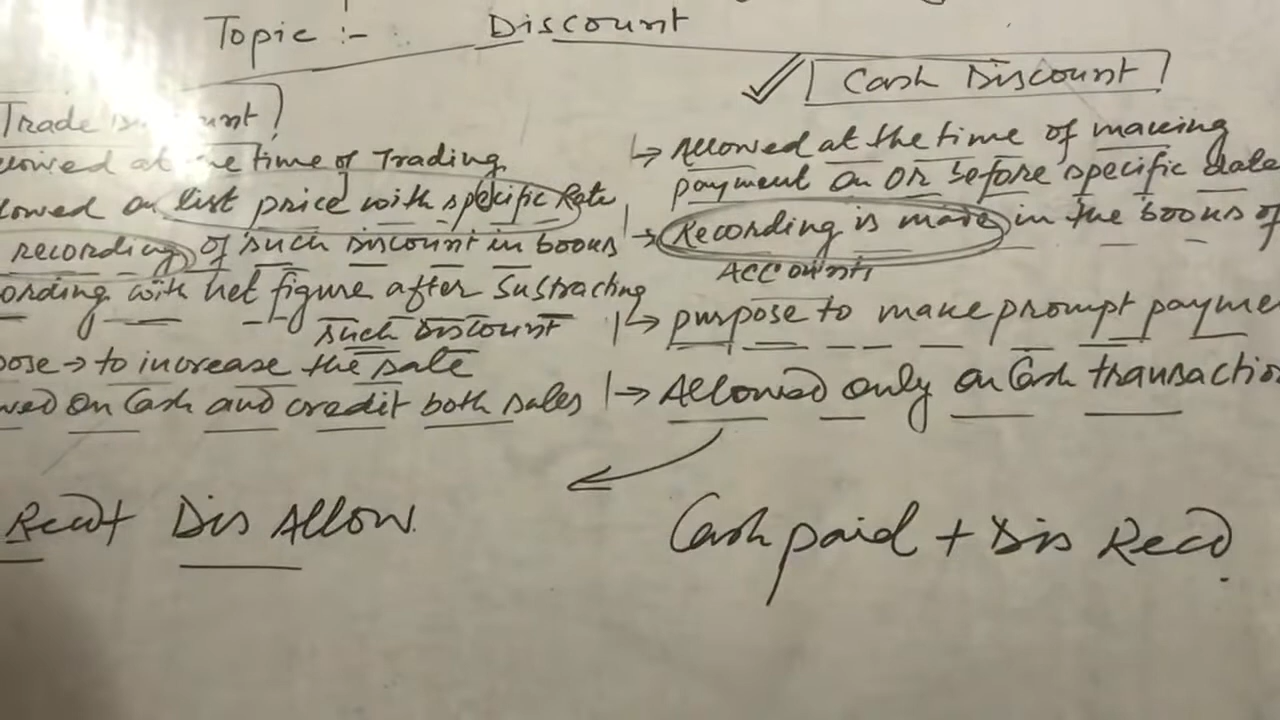 Topic :- Discount
Trade
Cash Discount
at time of Trading
on list price with specific Rate
recording of such Discount in books
with net figure after Substracting
such Discount
→ to increase the sale
on Cash and credit both sales
Allowed at the time of making
payment on or before specific date
Recording is made in the books of
Accounts
purpose to make prompt
Allowed only on Cash
Dis Allow.
Cash paid + Dis Recd.